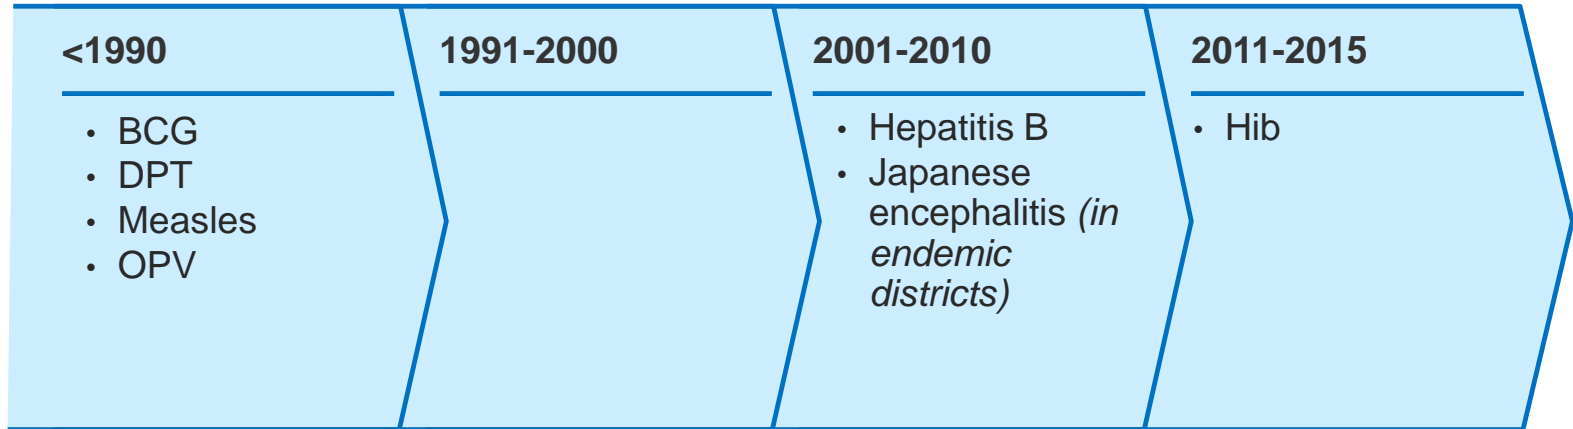 <1990
• BCG
• DPT
• Measles
• OPV
1991-2000
2001-2010
• Hepatitis B
• Japanese
encephalitis (in
endemic
districts)
2011-2015
• Hib